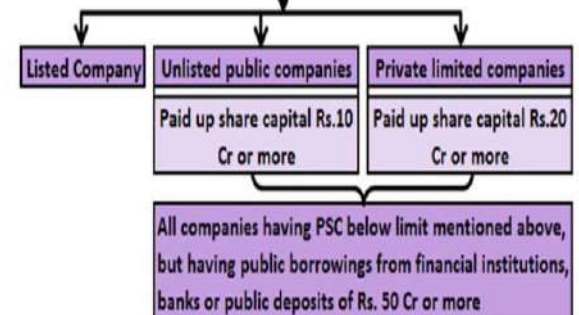 Listed Company
Unlisted public companies
Private limited companies
Paid up share capital Rs.10
Cr or more
Paid up share capital Rs.20
Cr or more
All companies having PSC below limit mentioned above,
but having public borrowings from financial institutions,
banks or public deposits of Rs. 50 Cr or more